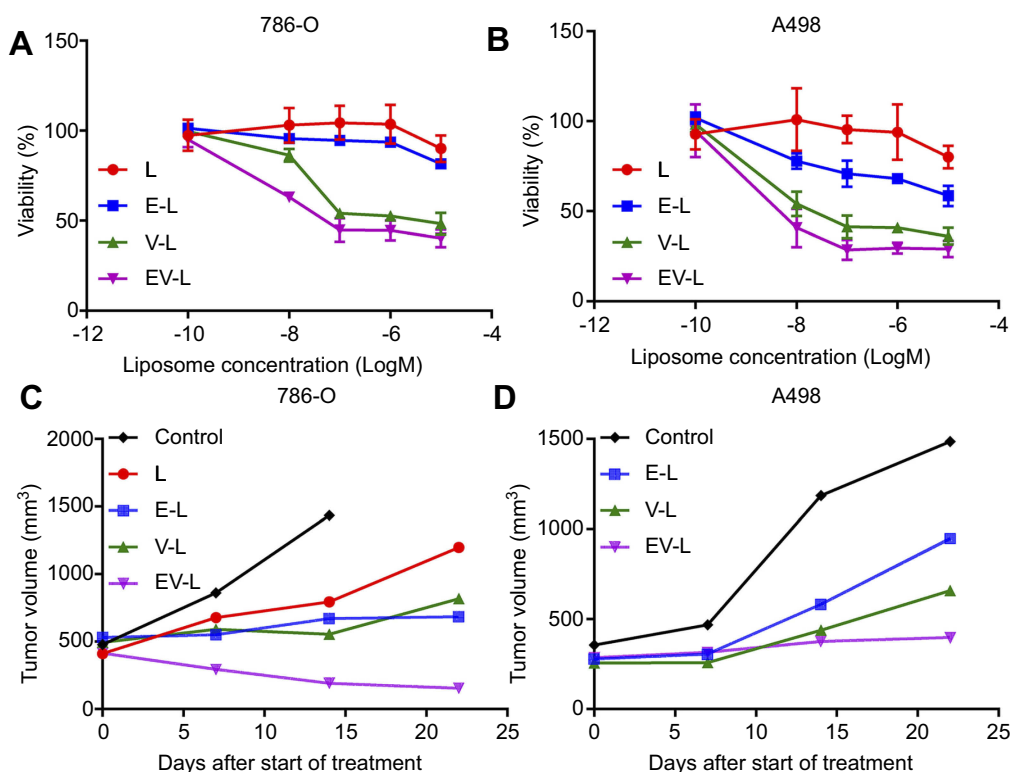 A
786-O
150
100
50
0
Viability (%)
L
E-L
V-L
EV-L
-12
-10
-8
-6
-4
Liposome concentration (LogM)
B
A498
150
100
50
0
Viability (%)
L
E-L
V-L
EV-L
-12
-10
-8
-6
-4
Liposome concentration (LogM)
C
786-O
2000
1500
1000
500
0
Tumor volume (mm³)
Control
L
E-L
V-L
EV-L
0
5
10
15
20
25
Days after start of treatment
D
A498
1500
1000
500
0
Tumor volume (mm³)
Control
E-L
V-L
EV-L
0
5
10
15
20
25
Days after start of treatment